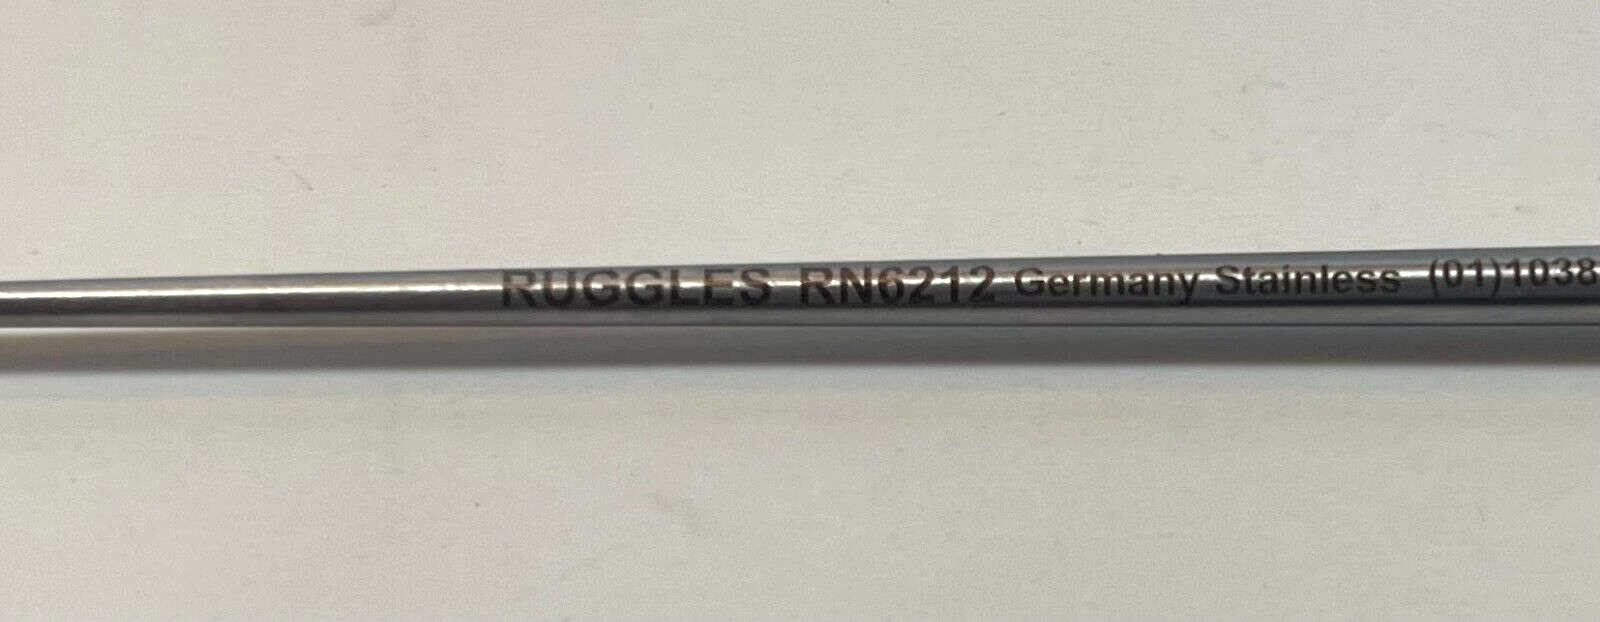 RUGGLES RN6212 Germany Stainless (01)1038